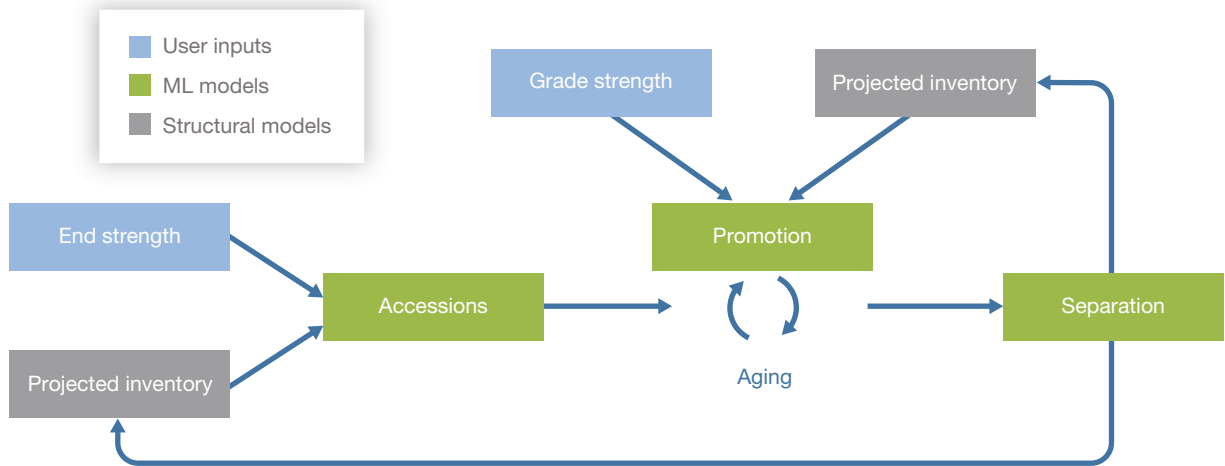 User inputs
ML models
Structural models
Grade strength
Projected inventory
End strength
Promotion
Accessions
Separation
Projected inventory
Aging